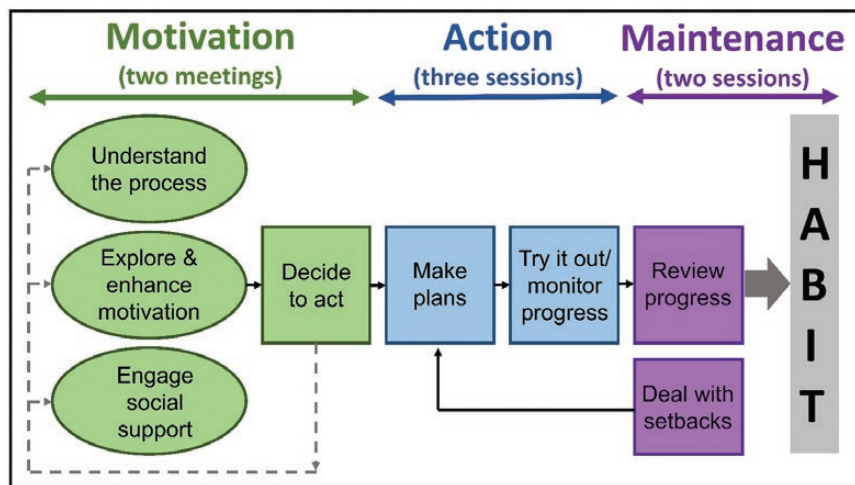 Motivation
(two meetings)
Action
(three sessions)
Maintenance
(two sessions)
Understand
the process
Explore &
enhance
motivation
Engage
social
support
Decide
to act
Make
plans
Try it out/
monitor
progress
Review
progress
Deal with
setbacks
H
A
B
I
T